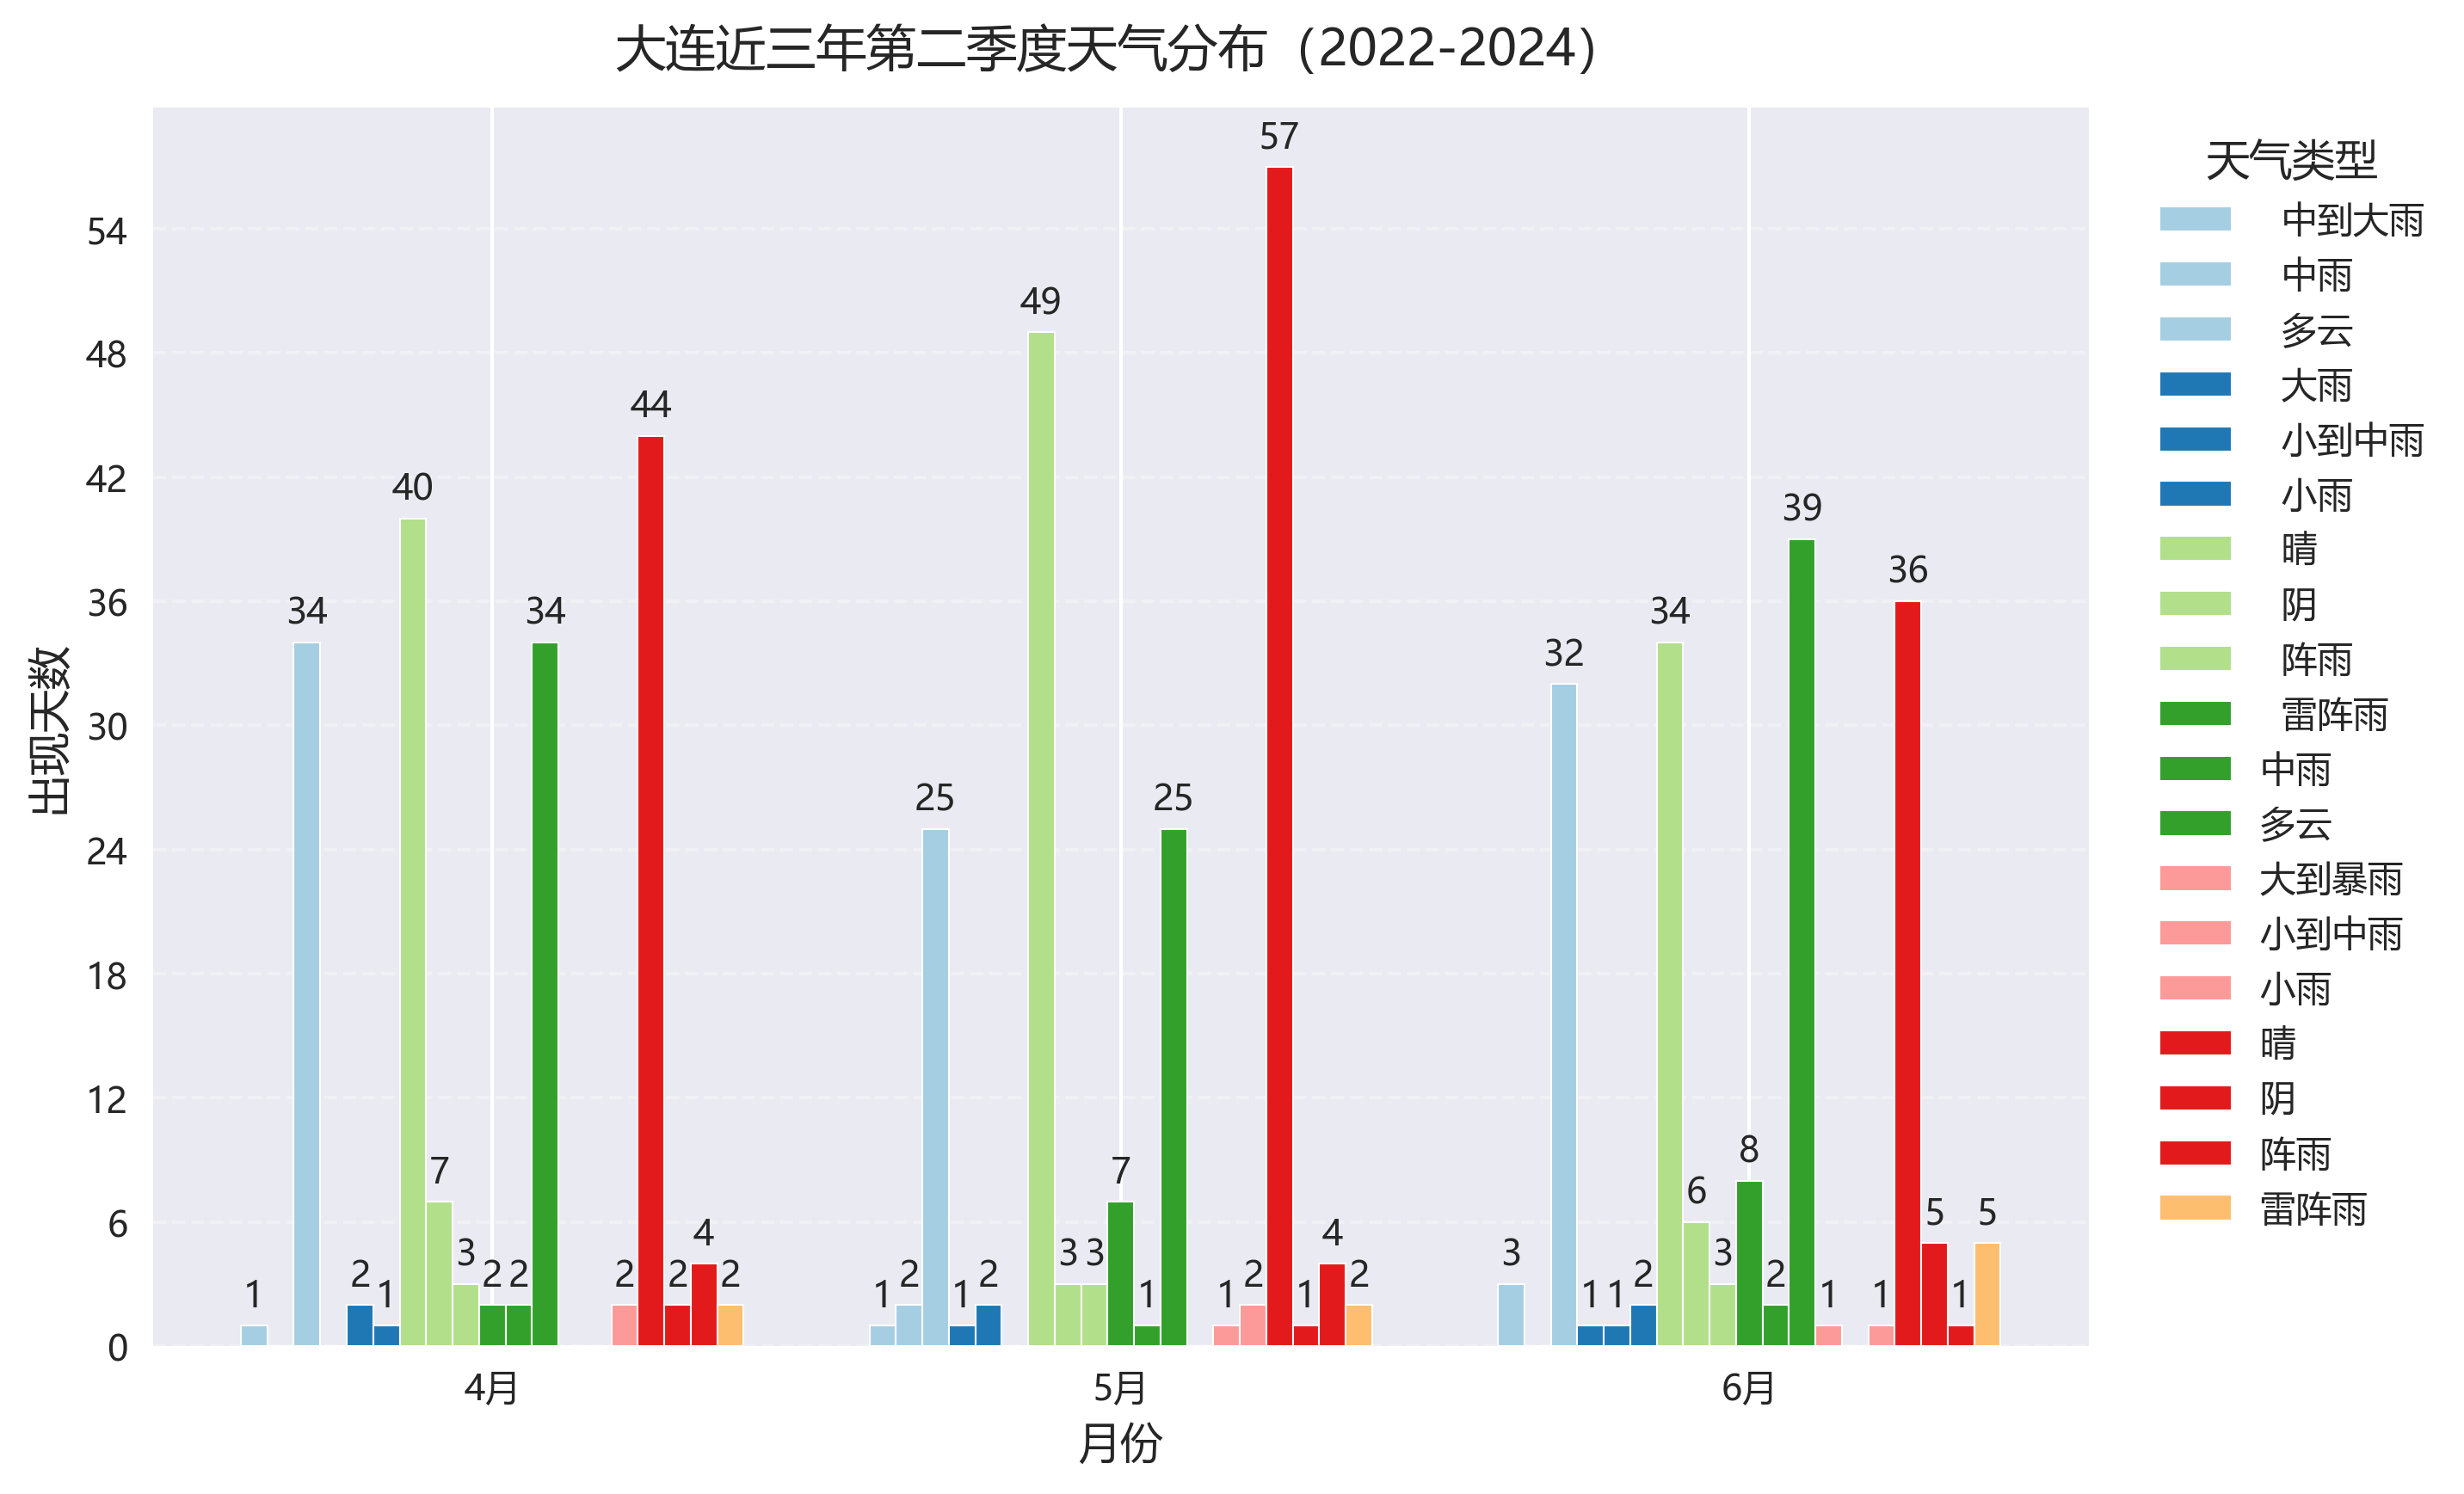 大连近三年第二季度天气分布（2022-2024）
出现天数
54
48
42
36
30
24
18
12
6
0
1 34 2 1 40 7 3 2 2 34 2 44 2 4 2
1 2 25 1 2 49 3 3 7 1 25 1 2 57 1 4 2
3 32 1 1 2 34 6 3 8 2 39 1 1 36 5 1 5
4月 5月 6月
月份
天气类型
中到大雨
中雨
多云
大雨
小到中雨
小雨
晴
阴
阵雨
雷阵雨
中雨
多云
大到暴雨
小到中雨
小雨
晴
阴
阵雨
雷阵雨